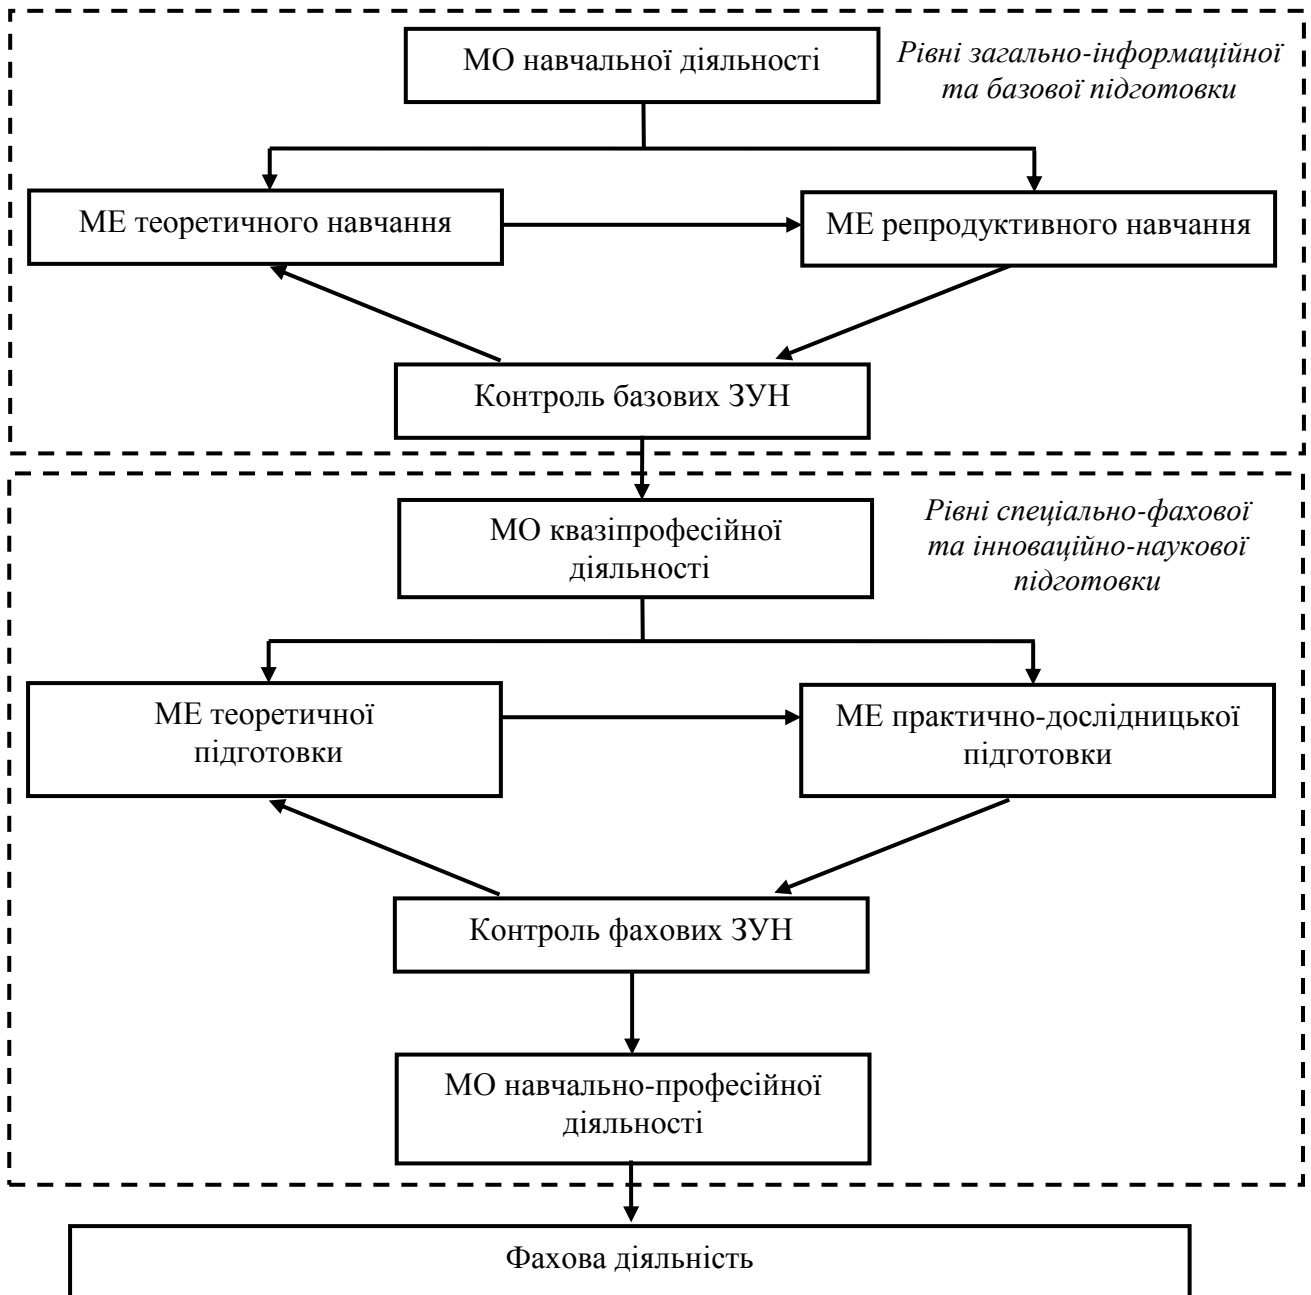 МО навчальної діяльності
Рівні загально-інформаційної
та базової підготовки
МЕ теоретичного навчання
МЕ репродуктивного навчання
Контроль базових ЗУН
МО квазіпрофесійної
діяльності
Рівні спеціально-фахової
та інноваційно-наукової
підготовки
МЕ теоретичної
підготовки
МЕ практично-дослідницької
підготовки
Контроль фахових ЗУН
МО навчально-професійної
діяльності
Фахова діяльність